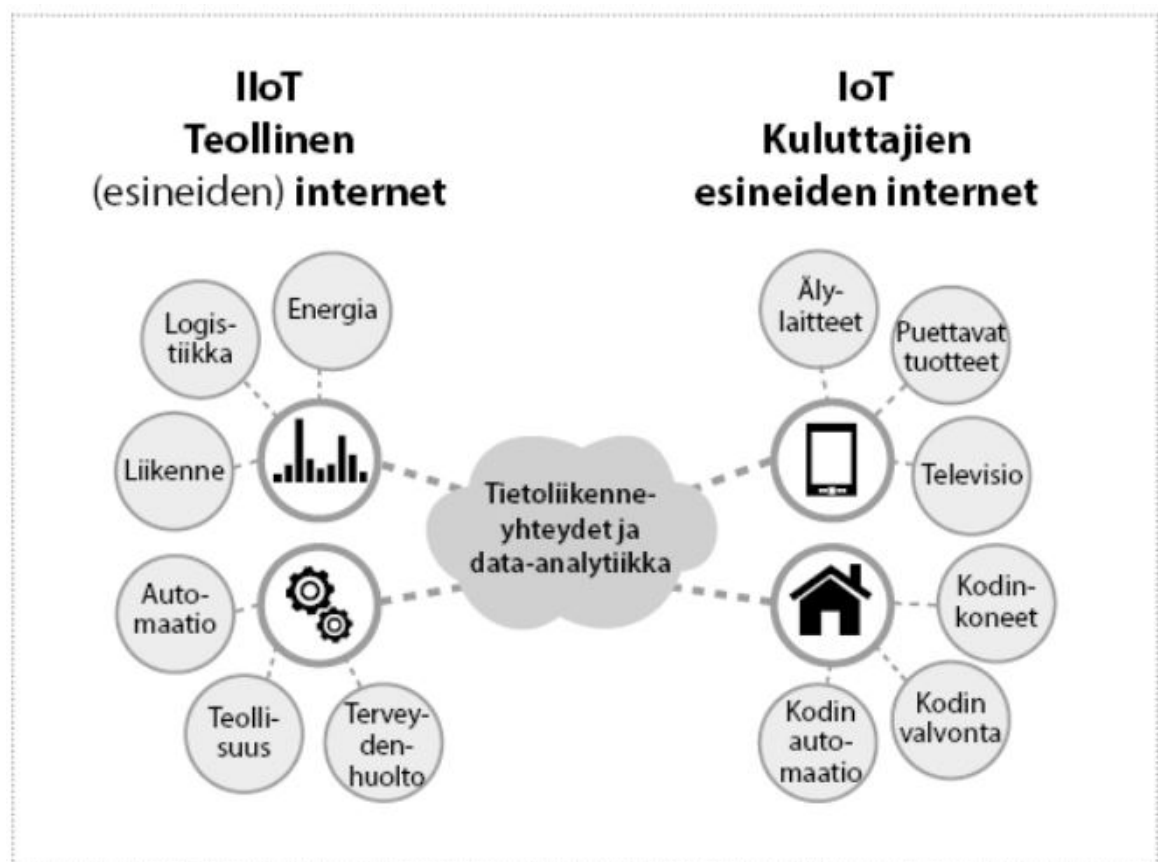 IIoT
Teollinen
(esineiden) internet
IoT
Kuluttajien
esineiden internet
Energia
Logis-
tiikka
Liikenne
Auto-
maatio
Teolli-
suus
Tervey-
den-
huolto
Tietoliikenne-
yhteydet ja
data-analytiikka
Äly-
laitteet
Puettavat
tuotteet
Televisio
Kodin-
koneet
Kodin
valvonta
Kodin
auto-
maatio